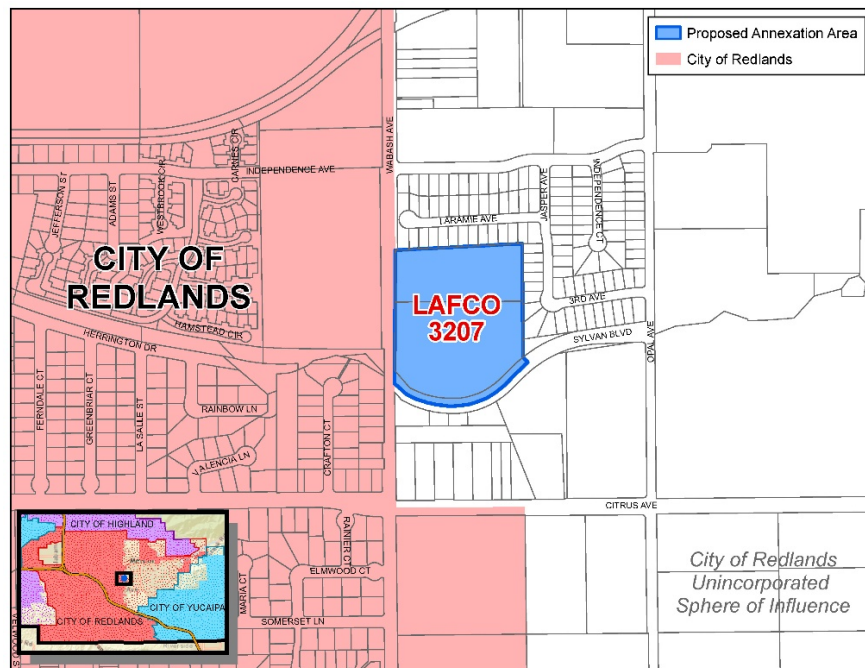 Proposed Annexation Area
City of Redlands
WABASH AVE
INDEPENDENCE AVE
CARNES CIR
WESTBROOK CIR
ADAMS ST
JEFFERSON ST
JASPER AVE
INDEPENDENCE CT
LARAMIE AVE
CITY OF
REDLANDS
LAFCO
3207
3RD AVE
SYLVAN BLVD
OPAL AVE
HAMSTEAD CIR
HERRINGTON DR
FERNDALE CT
GREENBRIAR CT
LA SALLE ST
RAINBOW LN
VALENCIA LN
CRAFTON CT
CITRUS AVE
CITY OF HIGHLAND
CITY OF YUCAIPA
CITY OF REDLANDS
RAINIER CT
ELMWOOD CT
MARIA CT
SOMERSET LN
City of Redlands
Unincorporated
Sphere of Influence